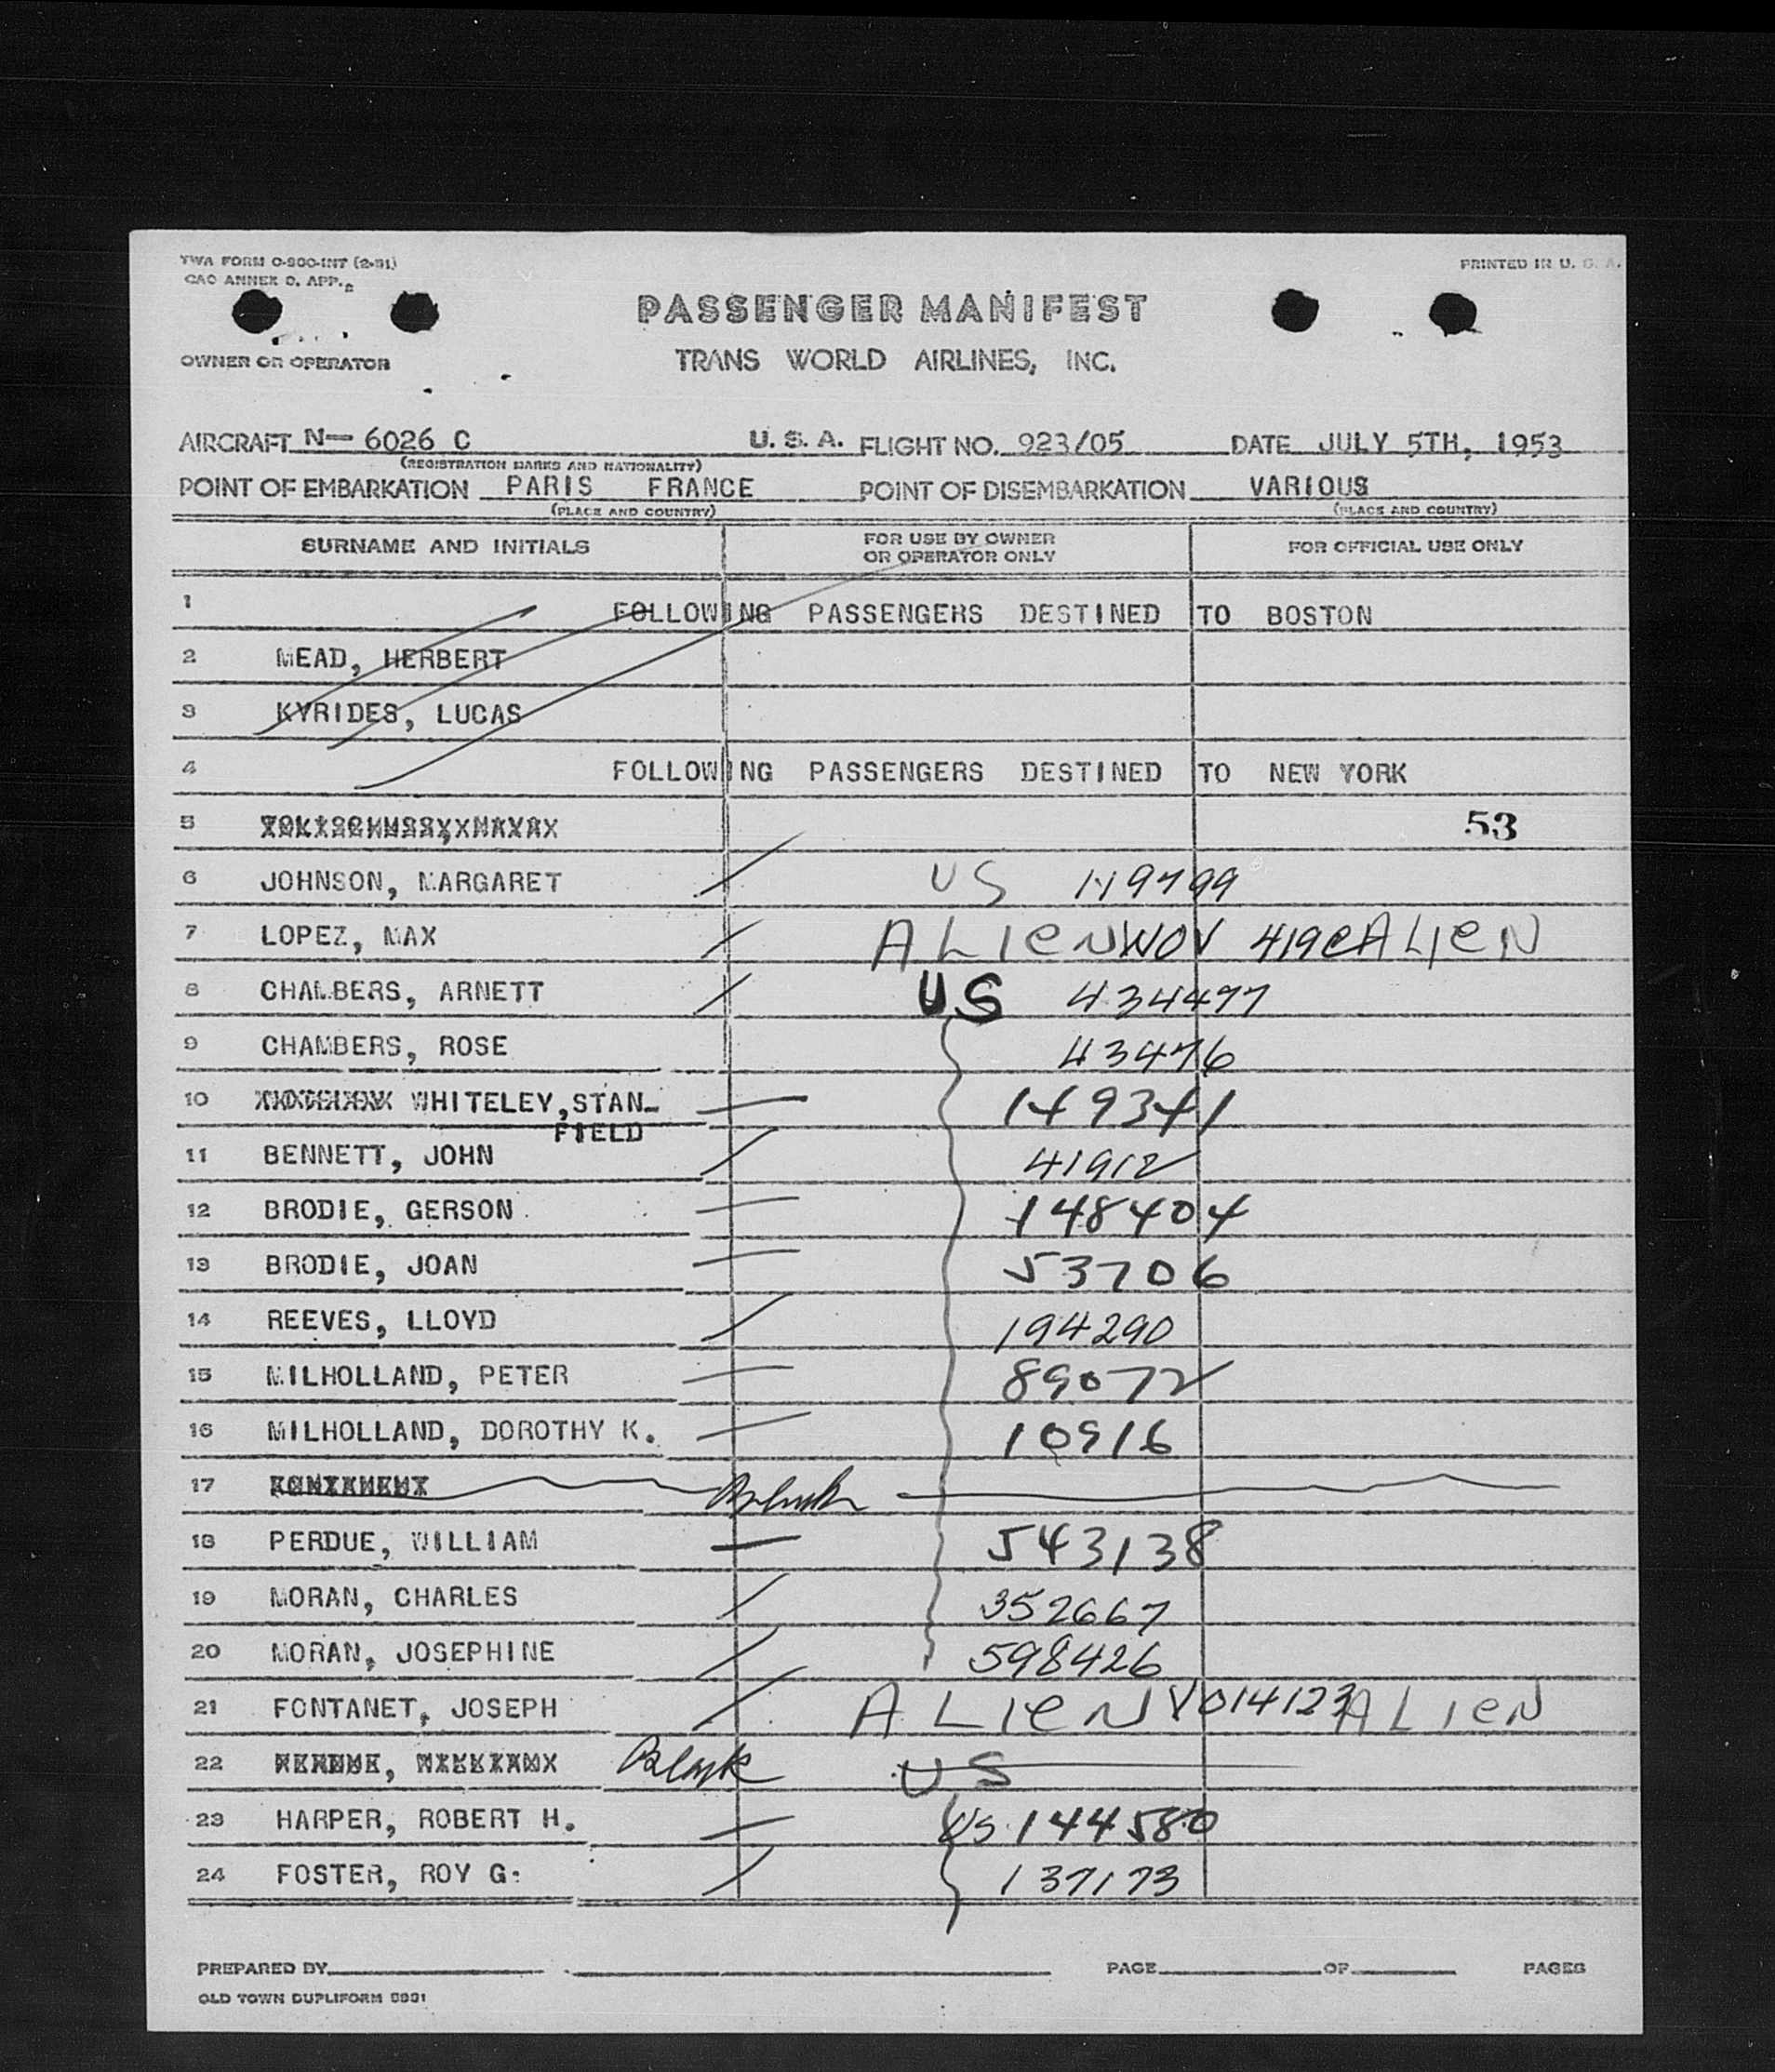 TWA FORM O-900-INT (2-51)
CAO ANNEX 9, APP. 2
PRINTED IN U. S. A.
PASSENGER MANIFEST
OWNER OR OPERATOR TRANS WORLD AIRLINES, INC.
AIRCRAFT N- 6026 C U. S. A. FLIGHT NO. 923/05 DATE JULY 5TH, 1953
(REGISTRATION MARKS AND NATIONALITY)
POINT OF EMBARKATION PARIS FRANCE POINT OF DISEMBARKATION VARIOUS
(PLACE AND COUNTRY) (PLACE AND COUNTRY)
SURNAME AND INITIALS FOR USE BY OWNER OR OPERATOR ONLY FOR OFFICIAL USE ONLY
1 FOLLOWING PASSENGERS DESTINED TO BOSTON
2 MEAD, HERBERT
3 KYRIDES, LUCAS
4 FOLLOWING PASSENGERS DESTINED TO NEW YORK
5 53
6 JOHNSON, MARGARET US 119799
7 LOPEZ, MAX ALIEN ALIEN
8 CHAMBERS, ARNETT US 434477
9 CHAMBERS, ROSE 43476
10 WHITELEY, STAN-
FIELD 149341
11 BENNETT, JOHN 41912
12 BRODIE, GERSON 148404
13 BRODIE, JOAN 53706
14 REEVES, LLOYD 194290
15 MILHOLLAND, PETER 89072
16 MILHOLLAND, DOROTHY K. 10916
17
18 PERDUE, WILLIAM 543138
19 MORAN, CHARLES 352667
20 MORAN, JOSEPHINE 598426
21 FONTANET, JOSEPH ALIEN V014123 ALIEN
22 Blank US
23 HARPER, ROBERT H. US 144580
24 FOSTER, ROY G. 137173
PREPARED BY PAGE OF PAGES
OLD TOWN DUPLIFORM